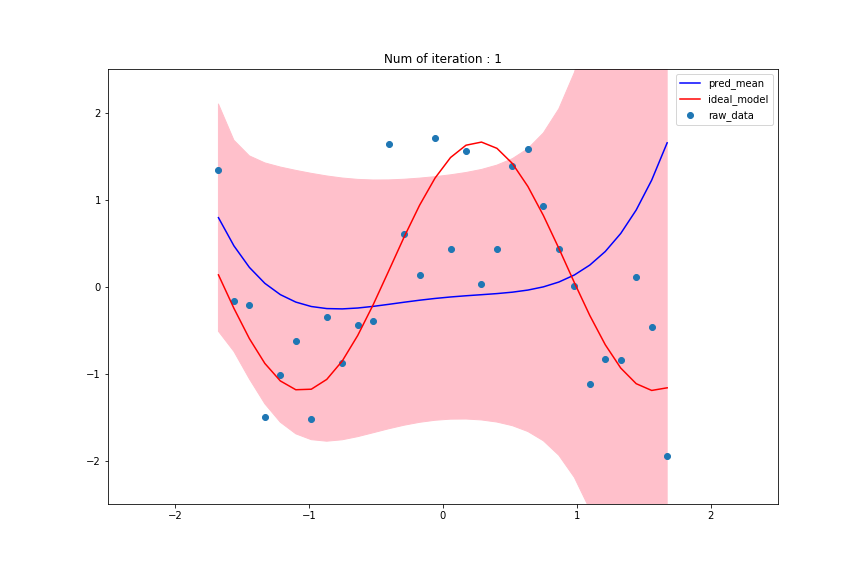 Num of iteration : 1
pred_mean
ideal_model
raw_data
2
1
0
−1
−2
−2
−1
0
1
2